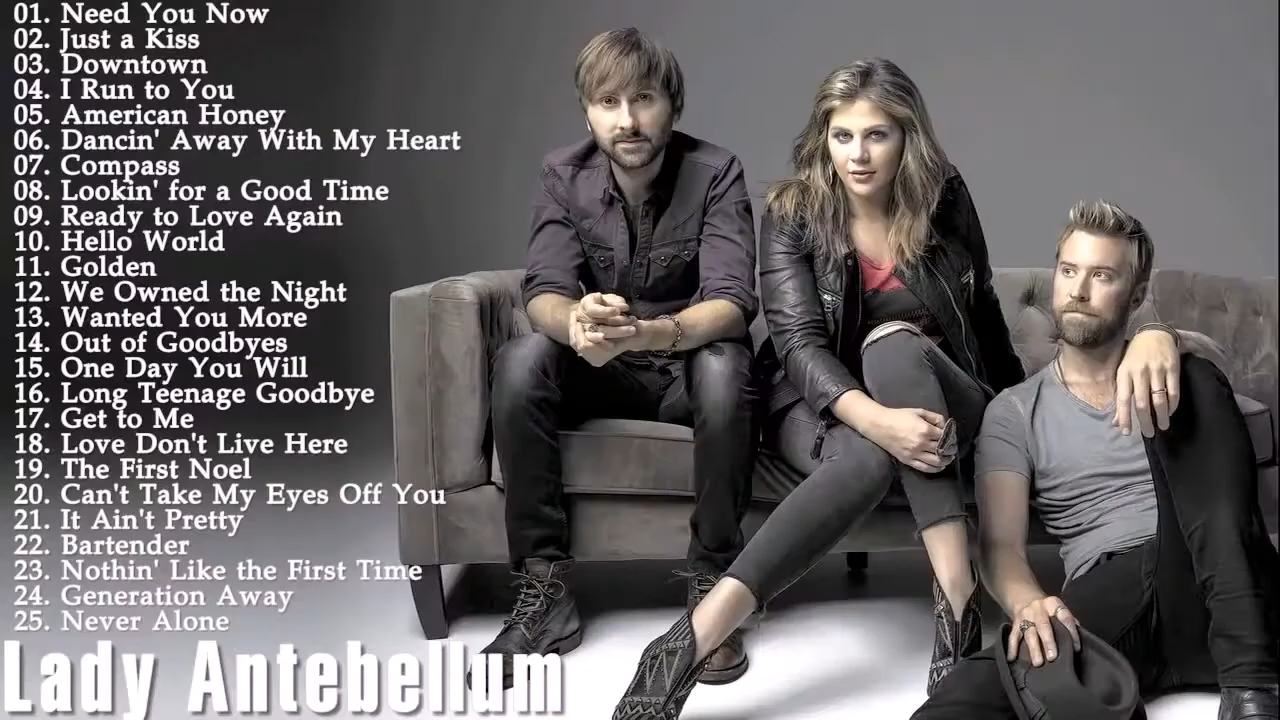 01. Need You Now
02. Just a Kiss
03. Downtown
04. I Run to You
05. American Honey
06. Dancin' Away With My Heart
07. Compass
08. Lookin' for a Good Time
09. Ready to Love Again
10. Hello World
11. Golden
12. We Owned the Night
13. Wanted You More
14. Out of Goodbyes
15. One Day You Will
16. Long Teenage Goodbye
17. Get to Me
18. Love Don't Live Here
19. The First Noel
20. Can't Take My Eyes Off You
21. It Ain't Pretty
22. Bartender
23. Nothin' Like the First Time
24. Generation Away
25. Never Alone
Lady Antebellum